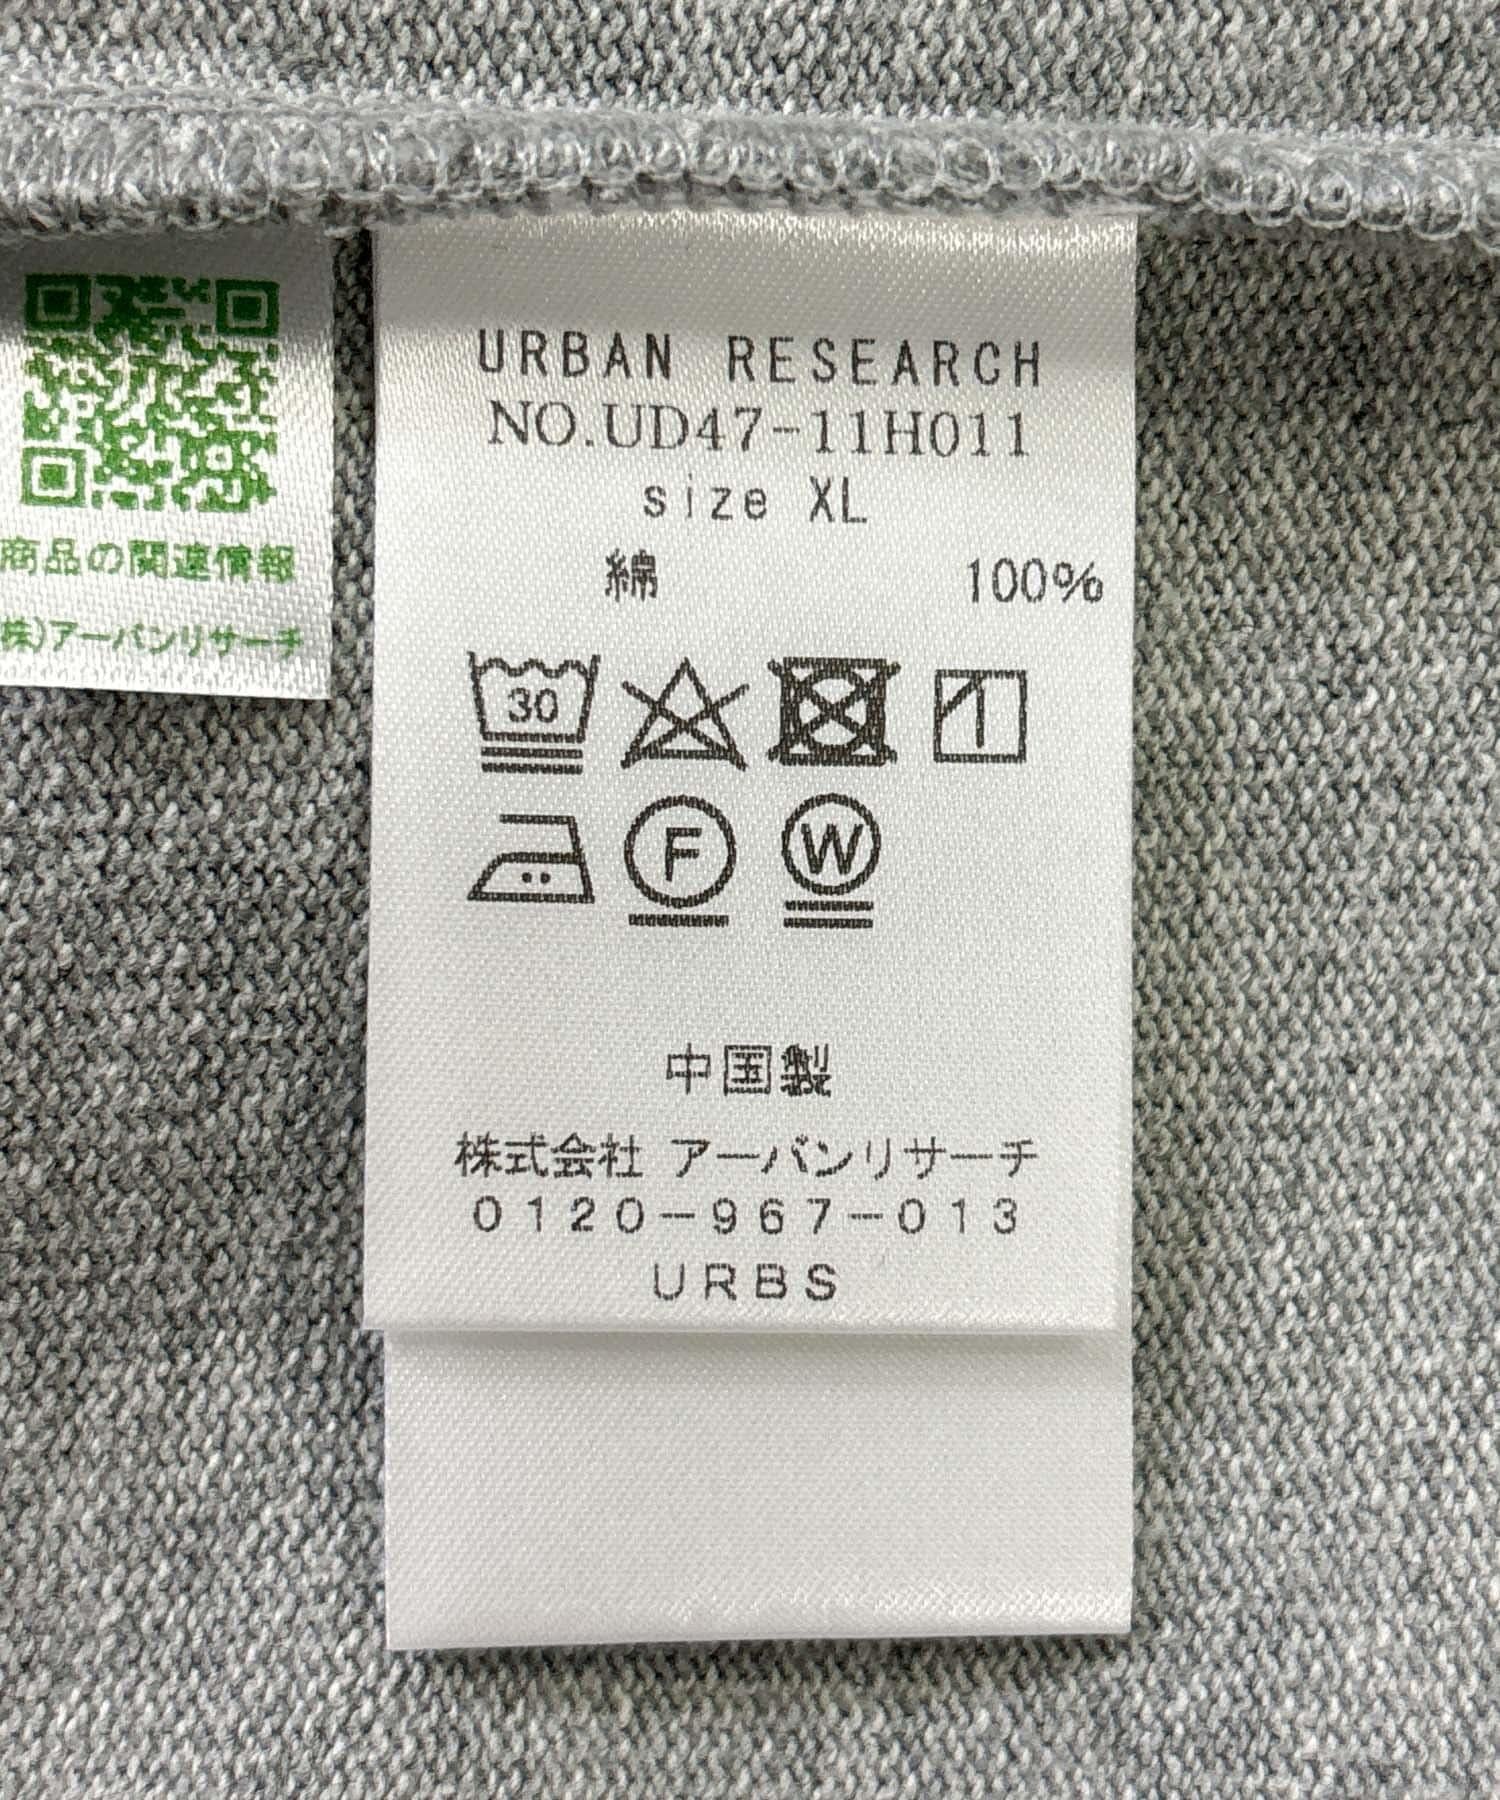 URBAN RESEARCH
NO.UD47-11H011
size XL
綿 100%
30
F
W
中国製
株式会社 アーバンリサーチ
0120-967-013
URBS
商品の関連情報
株)アーバンリサーチ